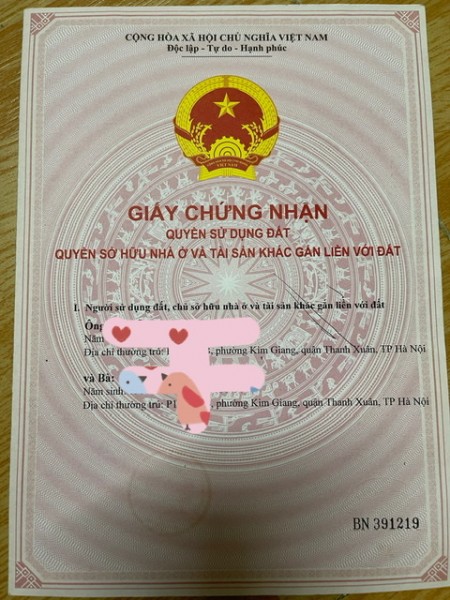 CỘNG HÒA XÃ HỘI CHỦ NGHĨA VIỆT NAM
Độc lập - Tự do - Hạnh phúc
VIỆT NAM
GIẤY CHỨNG NHẬN
QUYỀN SỬ DỤNG ĐẤT
QUYỀN SỞ HỮU NHÀ Ở VÀ TÀI SẢN KHÁC GẮN LIỀN VỚI ĐẤT
I. Người sử dụng đất, chủ sở hữu nhà ở và tài sản khác gắn liền với đất
Ông
Năm
Địa chỉ thường trú: phường Kim Giang, quận Thanh Xuân, TP Hà Nội
và Bà:
Năm sinh
Địa chỉ thường trú: P1 , phường Kim Giang, quận Thanh Xuân, TP Hà Nội
BN 391219